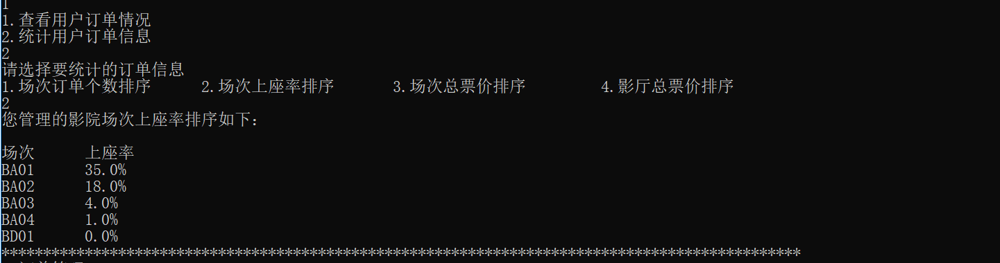 1
1.查看用户订单情况
2.统计用户订单信息
2
请选择要统计的订单信息
1.场次订单个数排序 2.场次上座率排序 3.场次总票价排序 4.影厅总票价排序
2
您管理的影院场次上座率排序如下:
场次 上座率
BA01 35.0%
BA02 18.0%
BA03 4.0%
BA04 1.0%
BD01 0.0%
************************************************************************************************